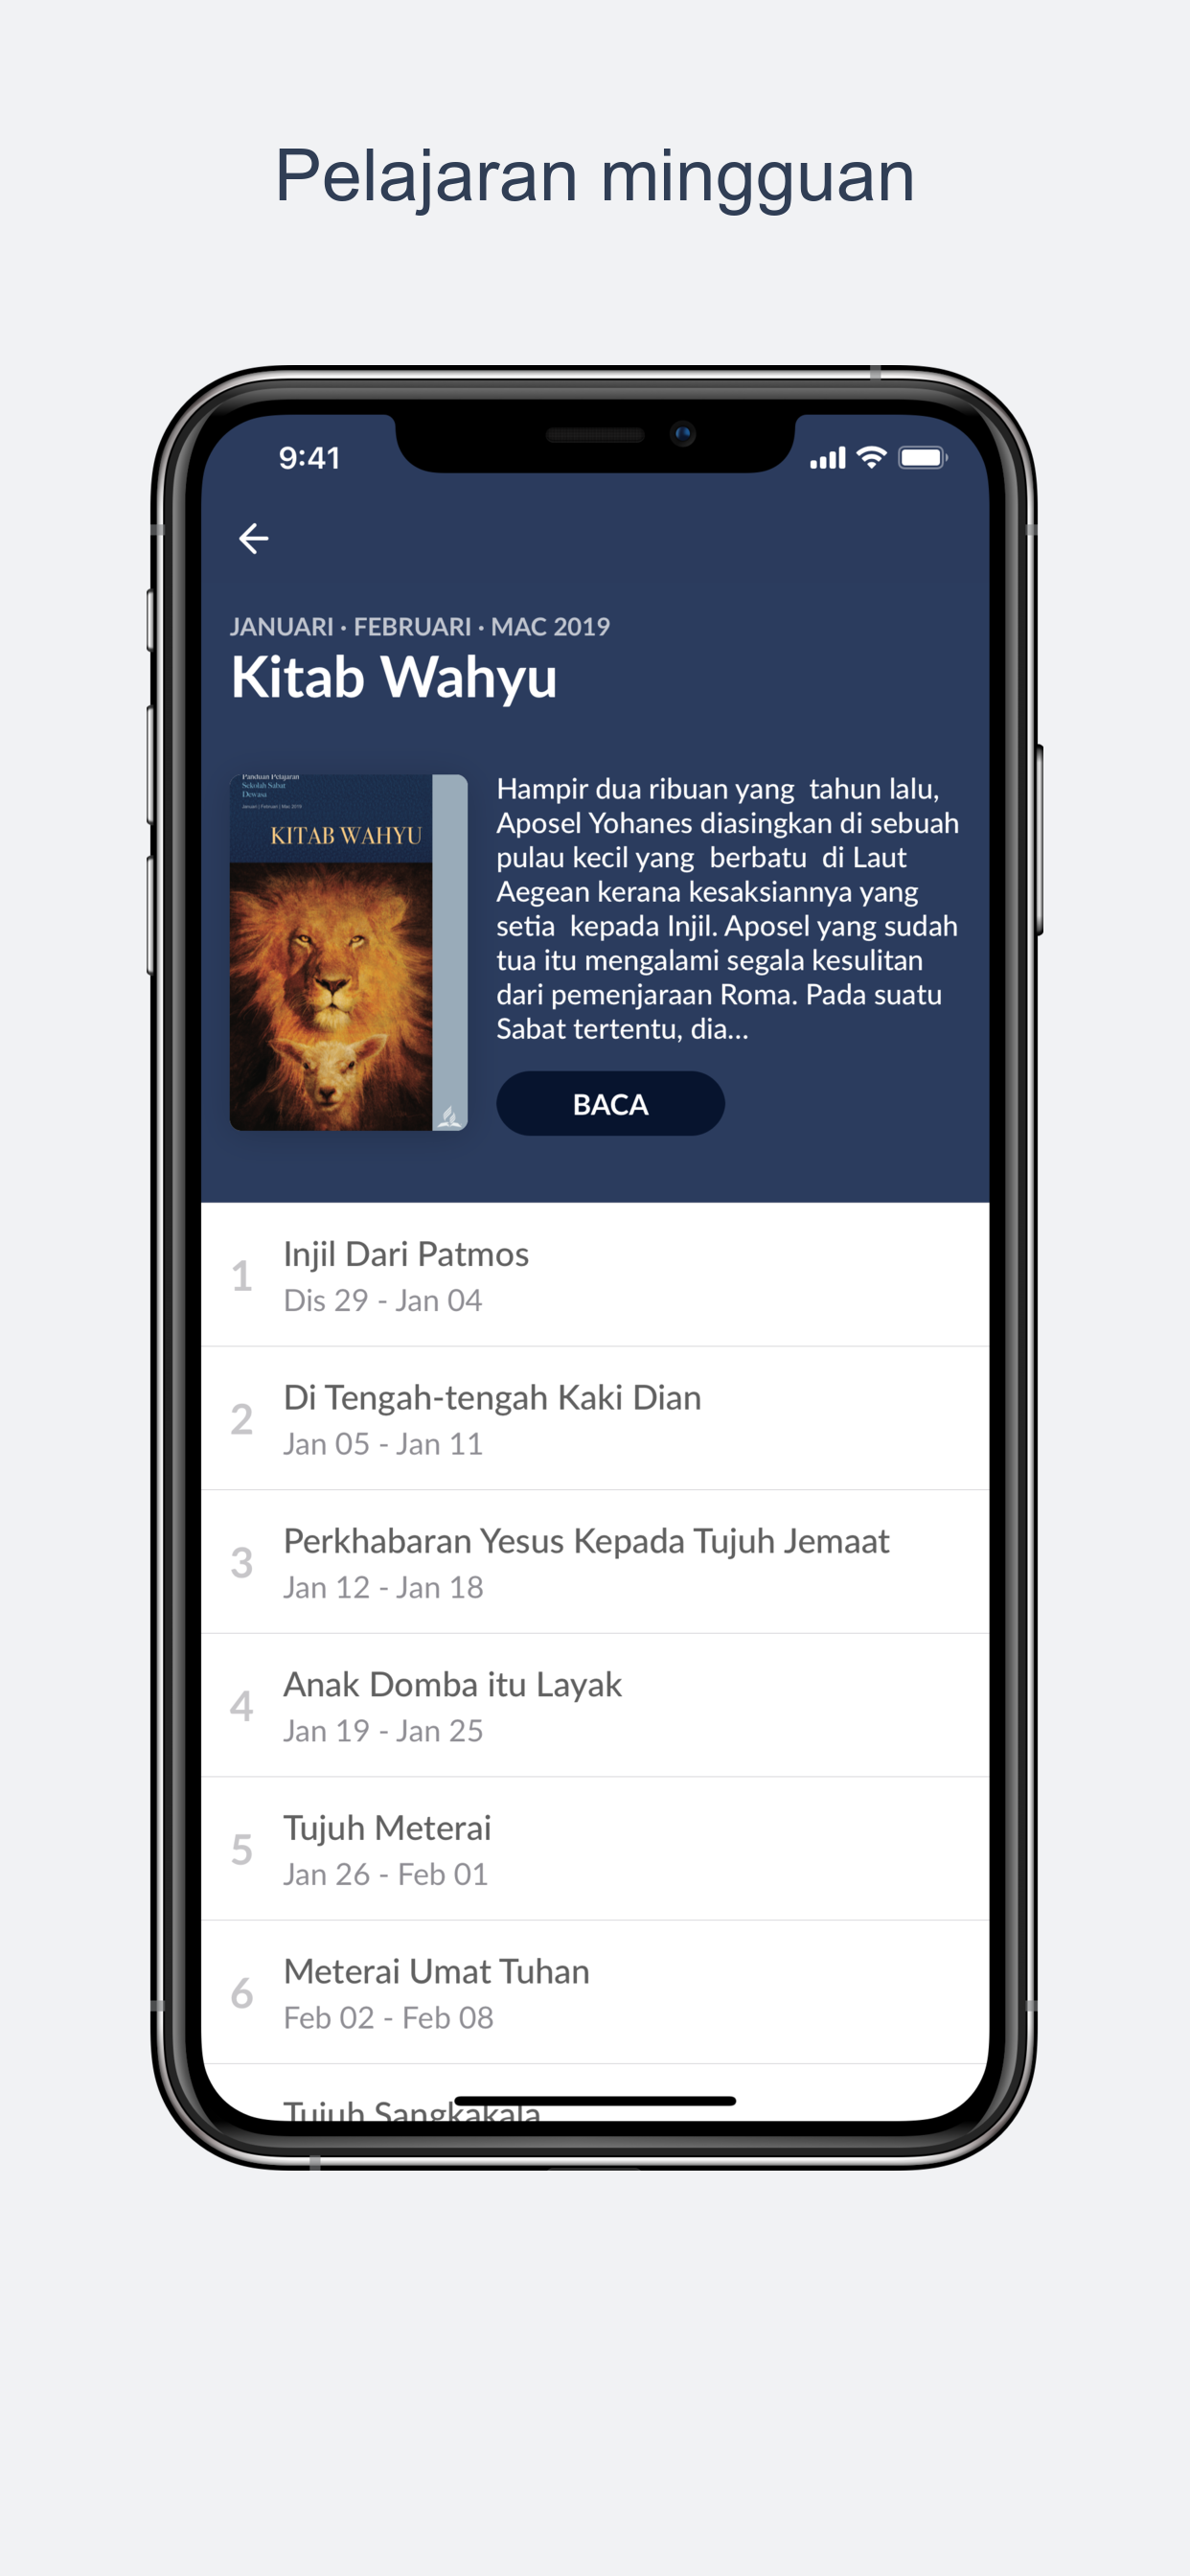 Pelajaran mingguan
9:41
JANUARI · FEBRUARI · MAC 2019
Kitab Wahyu
Panduan Pelajaran
Sekolah Sabat
Dewasa
Januari | Februari | Mac 2019
KITAB WAHYU
Hampir dua ribuan yang  tahun lalu,
Aposel Yohanes diasingkan di sebuah
pulau kecil yang  berbatu  di Laut
Aegean kerana kesaksiannya yang
setia  kepada Injil. Aposel yang sudah
tua itu mengalami segala kesulitan
dari pemenjaraan Roma. Pada suatu
Sabat tertentu, dia...
BACA
1
Injil Dari Patmos
Dis 29 - Jan 04
2
Di Tengah-tengah Kaki Dian
Jan 05 - Jan 11
3
Perkhabaran Yesus Kepada Tujuh Jemaat
Jan 12 - Jan 18
4
Anak Domba itu Layak
Jan 19 - Jan 25
5
Tujuh Meterai
Jan 26 - Feb 01
6
Meterai Umat Tuhan
Feb 02 - Feb 08
Tujuh Sangkakala